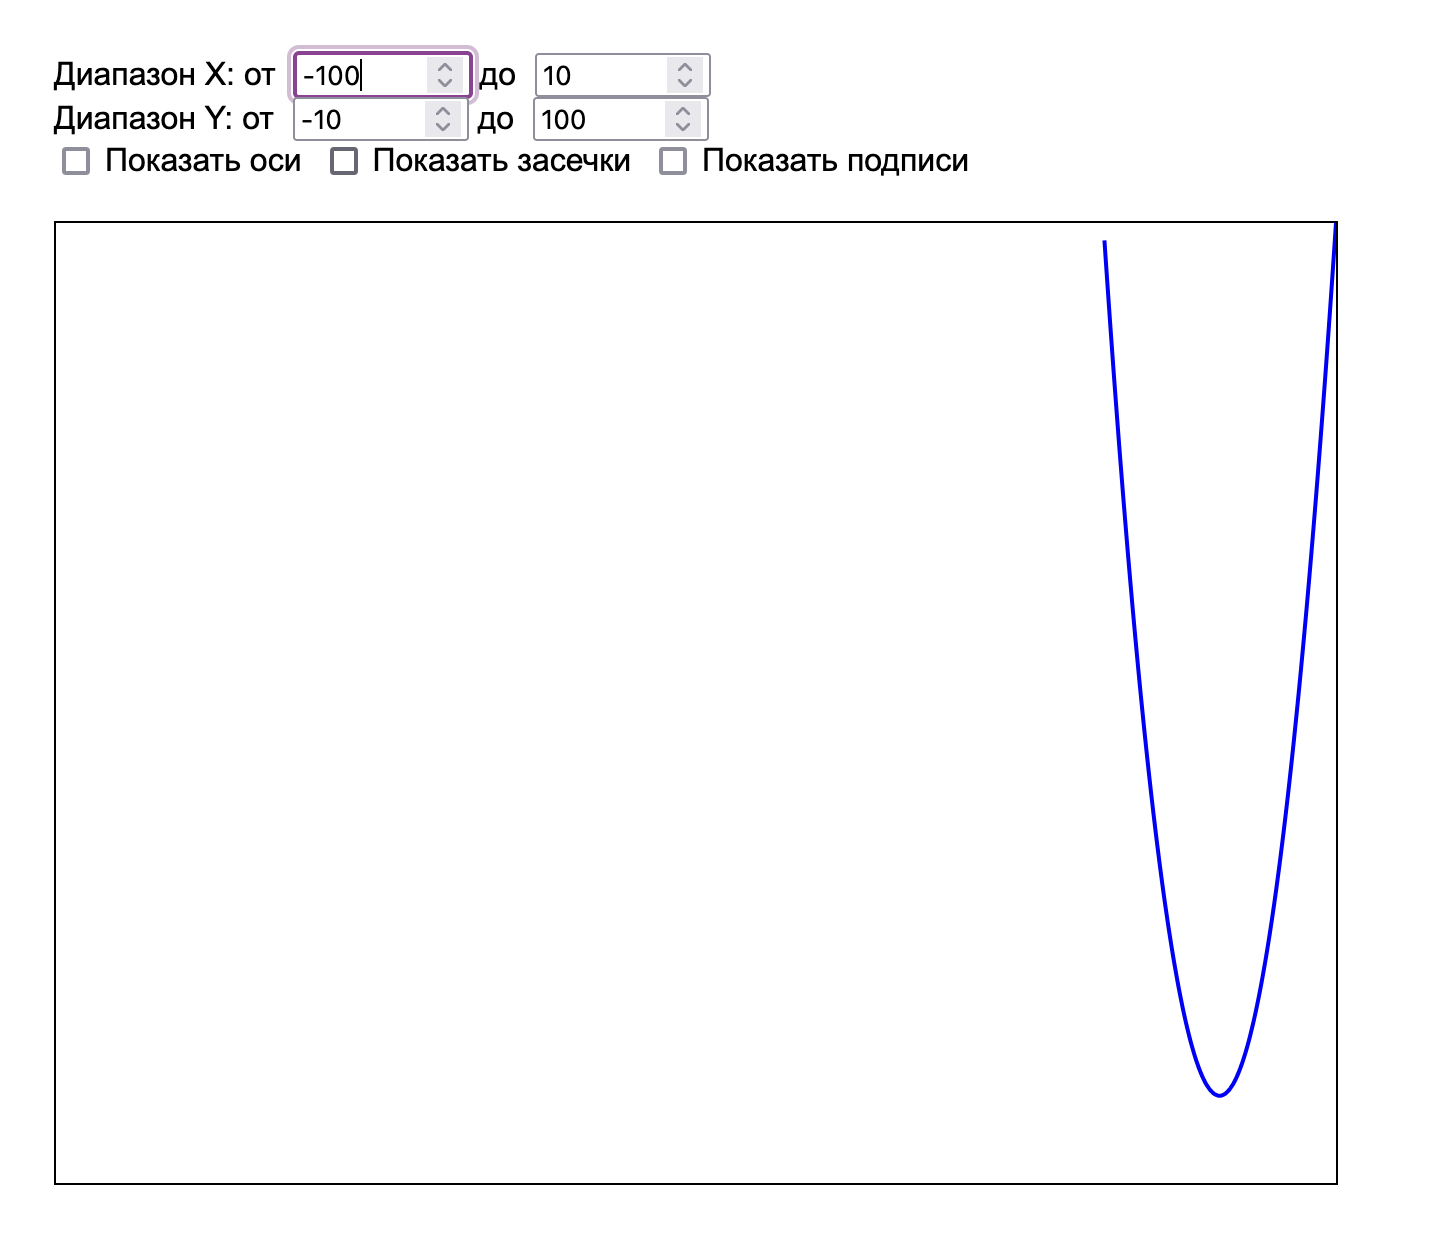 Диапазон X: от -100 до 10
Диапазон Y: от -10 до 100
Показать оси Показать засечки Показать подписи